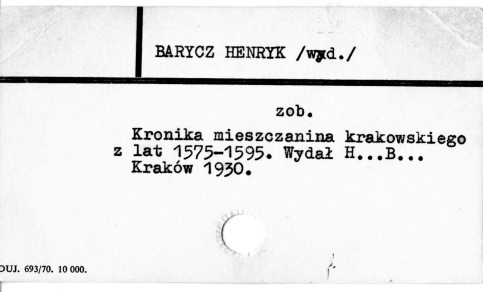 BARYCZ HENRYK /wyd./
zob.
Kronika mieszczanina krakowskiego
z lat 1575-1595. Wydał H...B...
Kraków 1930.
DUJ. 693/70. 10 000.